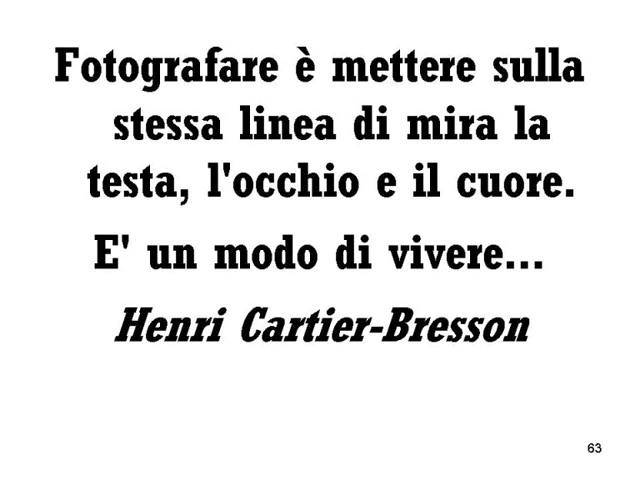 Fotografare è mettere sulla
stessa linea di mira la
testa, l'occhio e il cuore.
E' un modo di vivere...
Henri Cartier-Bresson
63